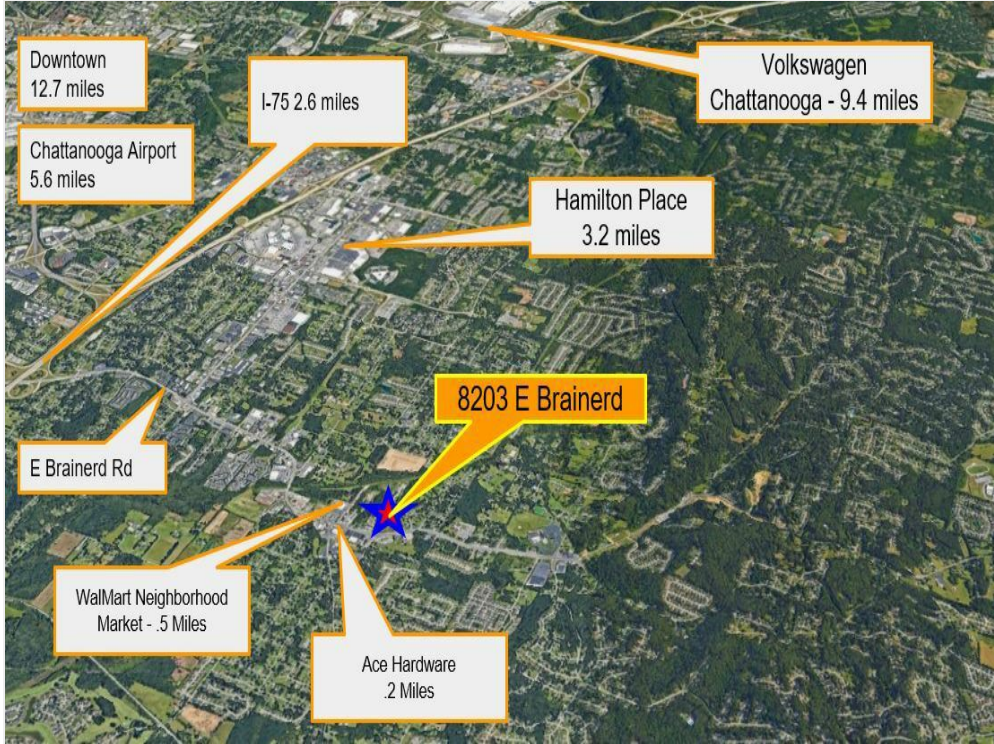 Downtown
12.7 miles
I-75 2.6 miles
Volkswagen
Chattanooga - 9.4 miles
Chattanooga Airport
5.6 miles
Hamilton Place
3.2 miles
8203 E Brainerd
E Brainerd Rd
WalMart Neighborhood
Market - .5 Miles
Ace Hardware
.2 Miles